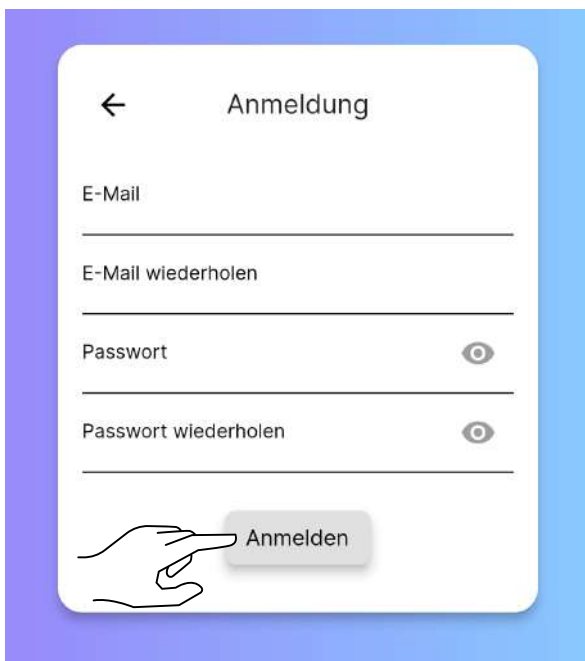 Anmeldung
E-Mail
E-Mail wiederholen
Passwort
Passwort wiederholen
Anmelden